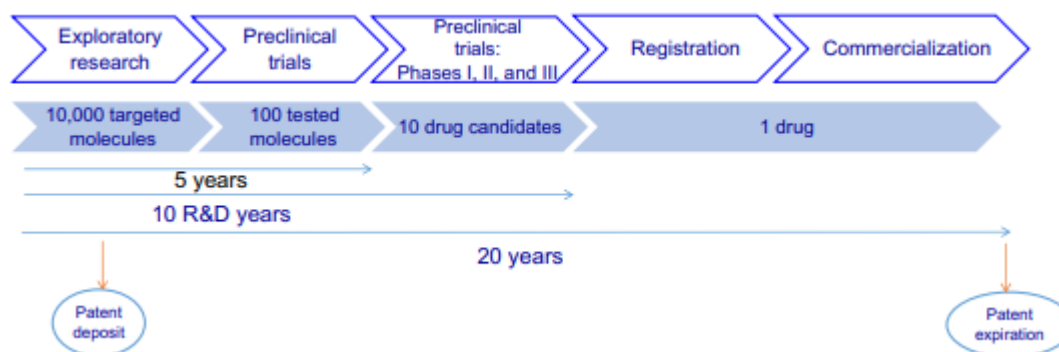 Exploratory
research
Preclinical
trials
Preclinical
trials:
Phases I, II, and III
Registration
Commercialization
10,000 targeted
molecules
100 tested
molecules
10 drug candidates
1 drug
5 years
10 R&D years
20 years
Patent
deposit
Patent
expiration